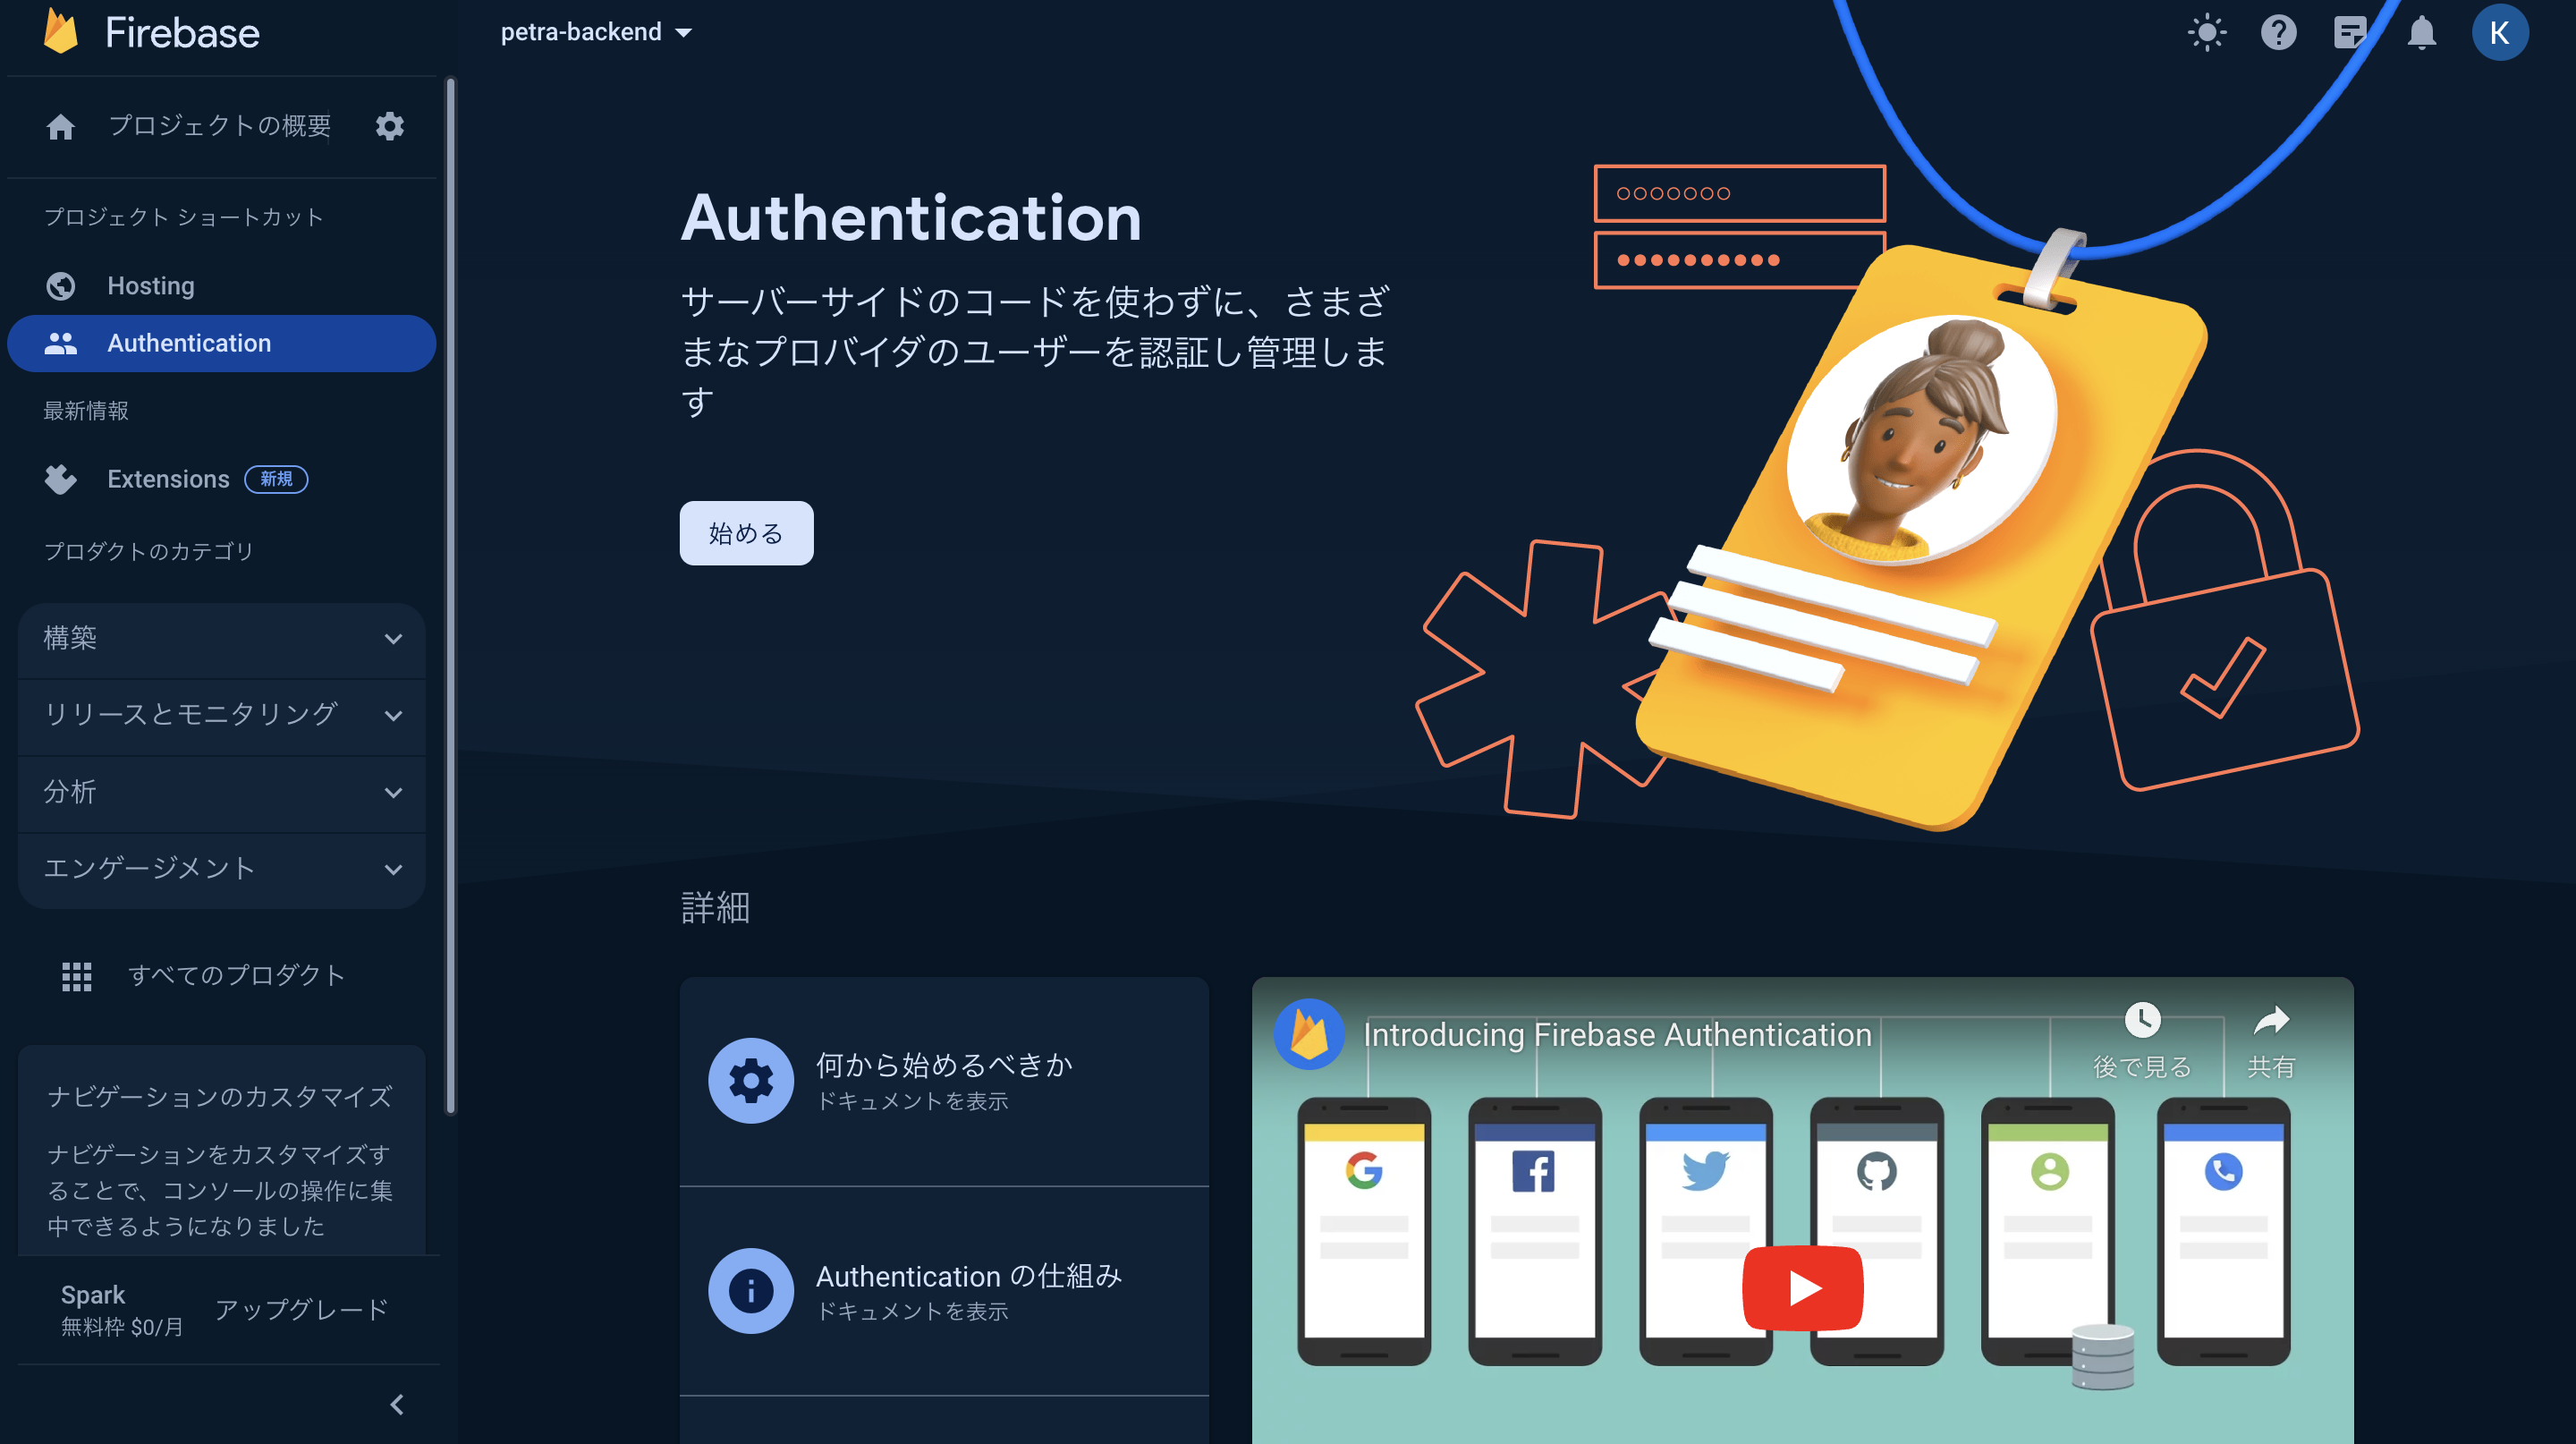 Firebase
petra-backend
K
プロジェクトの概要
プロジェクト ショートカット
Hosting
Authentication
最新情報
Extensions 新規
プロダクトのカテゴリ
構築
リリースとモニタリング
分析
エンゲージメント
すべてのプロダクト
ナビゲーションのカスタマイズ
ナビゲーションをカスタマイズす
ることで、コンソールの操作に集
中できるようになりました
Spark
無料枠 $0/月
アップグレード
Authentication
サーバーサイドのコードを使わずに、さまざ
まなプロバイダのユーザーを認証し管理しま
す
始める
詳細
何から始めるべきか
ドキュメントを表示
Authentication の仕組み
ドキュメントを表示
Introducing Firebase Authentication
後で見る
共有